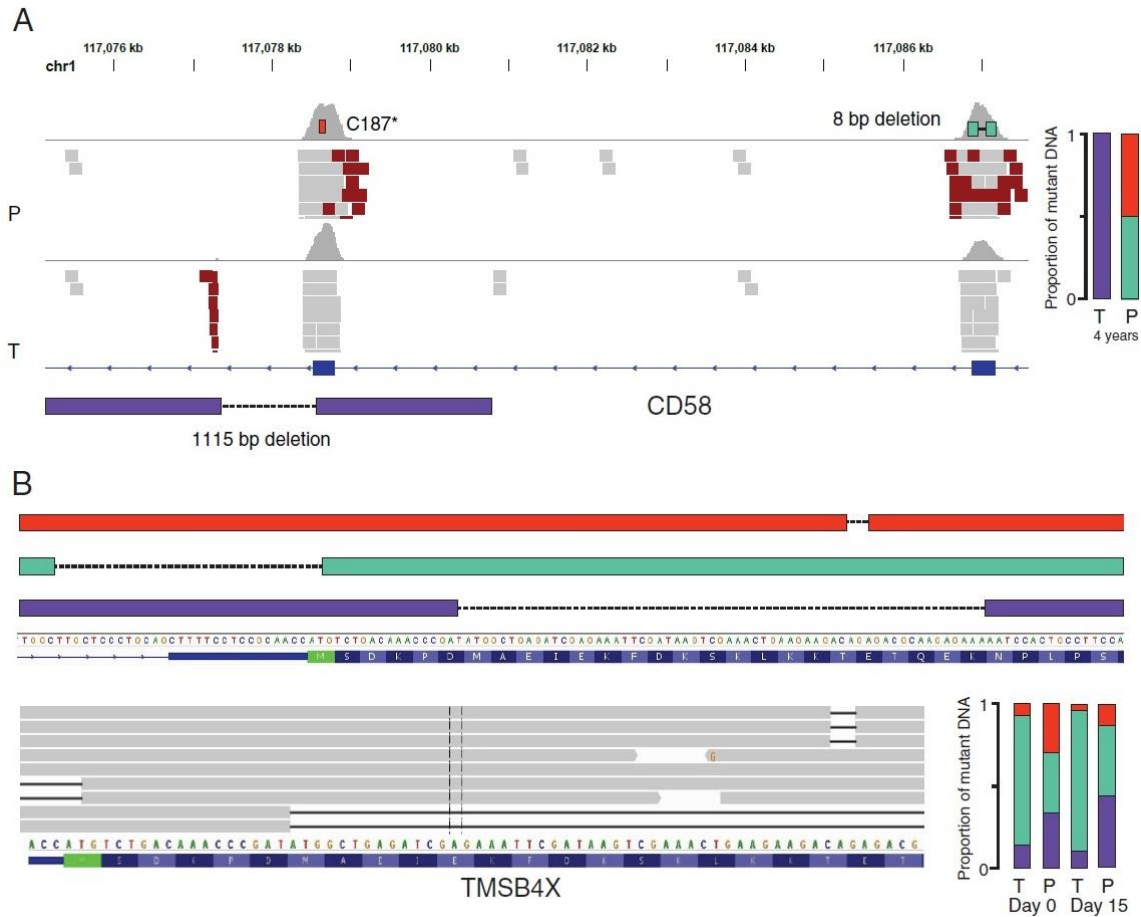 A
117,076 kb 117,078 kb 117,080 kb 117,082 kb 117,084 kb 117,086 kb
chr1
C187*
8 bp deletion
P
T
CD58
1115 bp deletion
Proportion of mutant DNA
1
0
T P
4 years
B
TGGCTTGCTCCCTGCAGCTTTTCCTCCGCAACCATGTCTGACAAACCCGATATGGCTGAGATCGAGAAATTCGATAAGTCGAAACTGAAGAAGACAGAGACGCAAGAGAAAAATCCACTGCCTTCCA
M S D K P D M A E I E K F D K S K L K K T E T Q E K N P L P S
G
ACCATGTCTGACAAACCCGATATGGCTGAGATCGAGAAATTCGATAAGTCGAAACTGAAGAAGACAGAGACG
M S D K P D M A E I E K F D K S K L K K T E T
TMSB4X
Proportion of mutant DNA
1
0
T P T P
Day 0 Day 15